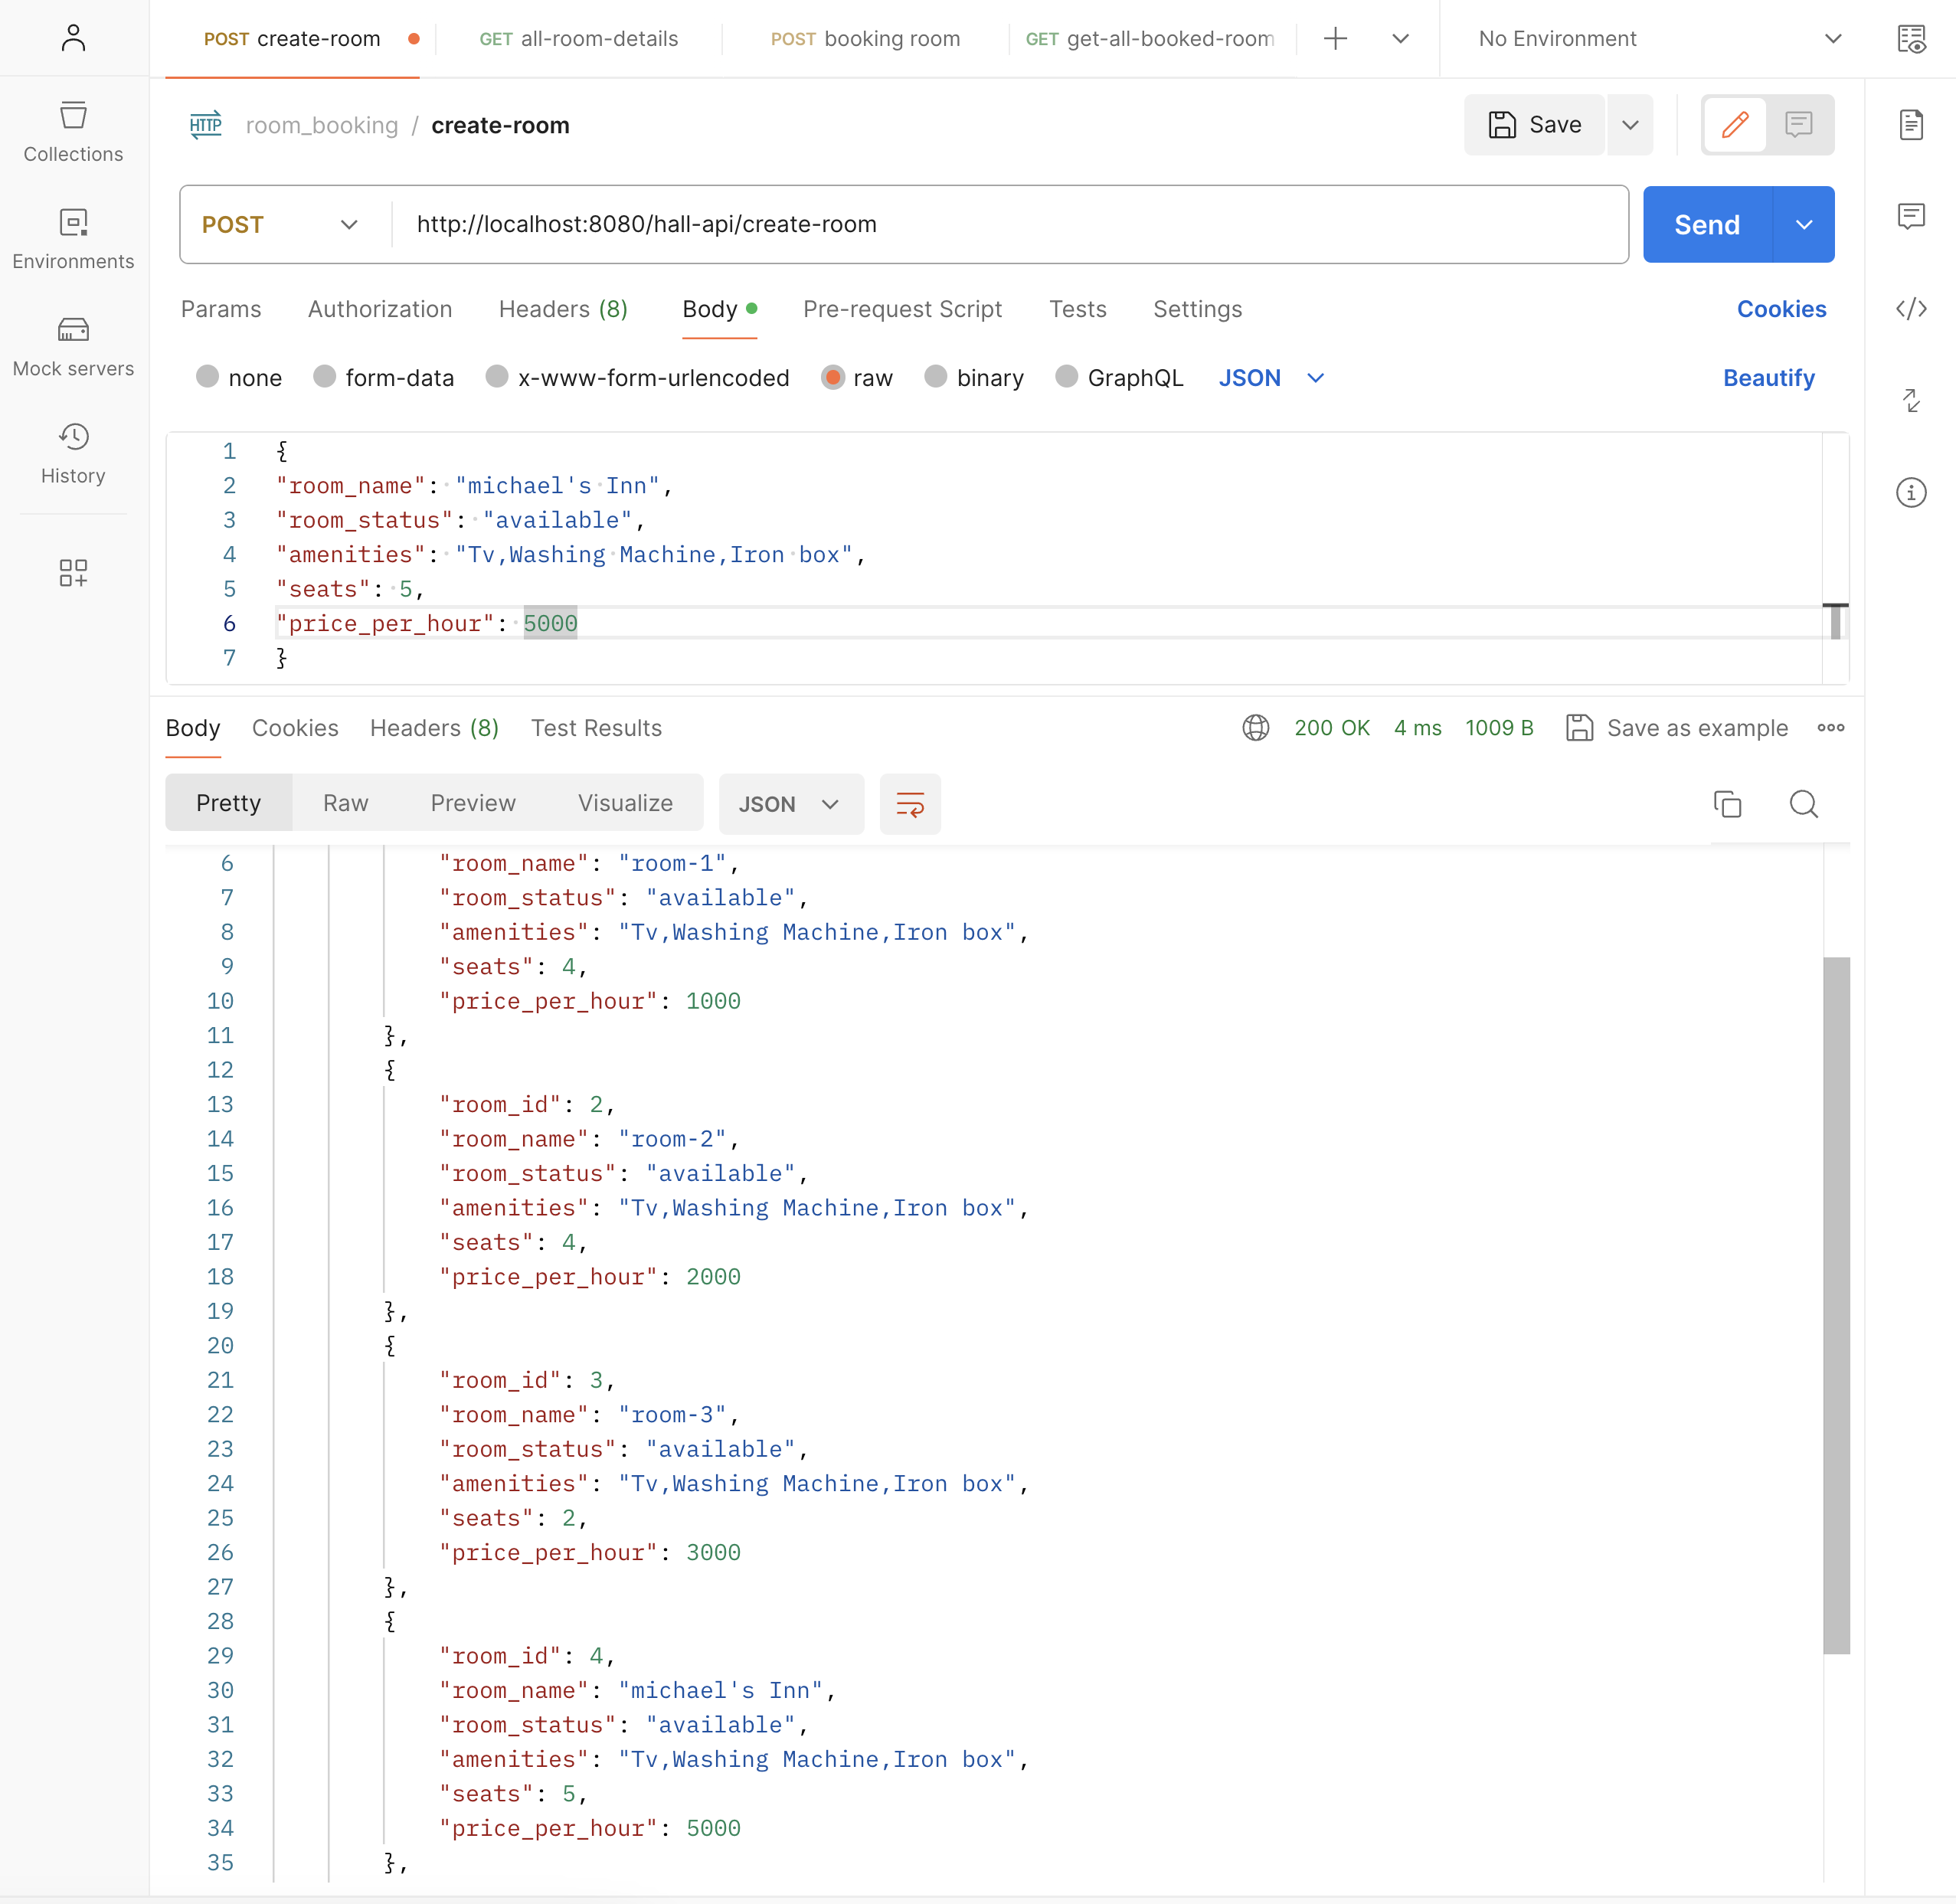 POST create-room
GET all-room-details
POST booking room
GET get-all-booked-room
No Environment
Collections
Environments
Mock servers
History
HTTP room_booking / create-room
Save
POST http://localhost:8080/hall-api/create-room
Send
Params Authorization Headers (8) Body Pre-request Script Tests Settings Cookies
none form-data x-www-form-urlencoded raw binary GraphQL JSON Beautify
1 {
2 "room_name": "michael's Inn",
3 "room_status": "available",
4 "amenities": "Tv,Washing Machine,Iron box",
5 "seats": 5,
6 "price_per_hour": 5000
7 }
Body Cookies Headers (8) Test Results 200 OK 4 ms 1009 B Save as example
Pretty Raw Preview Visualize JSON
6 "room_name": "room-1",
7 "room_status": "available",
8 "amenities": "Tv,Washing Machine,Iron box",
9 "seats": 4,
10 "price_per_hour": 1000
11 },
12 {
13 "room_id": 2,
14 "room_name": "room-2",
15 "room_status": "available",
16 "amenities": "Tv,Washing Machine,Iron box",
17 "seats": 4,
18 "price_per_hour": 2000
19 },
20 {
21 "room_id": 3,
22 "room_name": "room-3",
23 "room_status": "available",
24 "amenities": "Tv,Washing Machine,Iron box",
25 "seats": 2,
26 "price_per_hour": 3000
27 },
28 {
29 "room_id": 4,
30 "room_name": "michael's Inn",
31 "room_status": "available",
32 "amenities": "Tv,Washing Machine,Iron box",
33 "seats": 5,
34 "price_per_hour": 5000
35 },